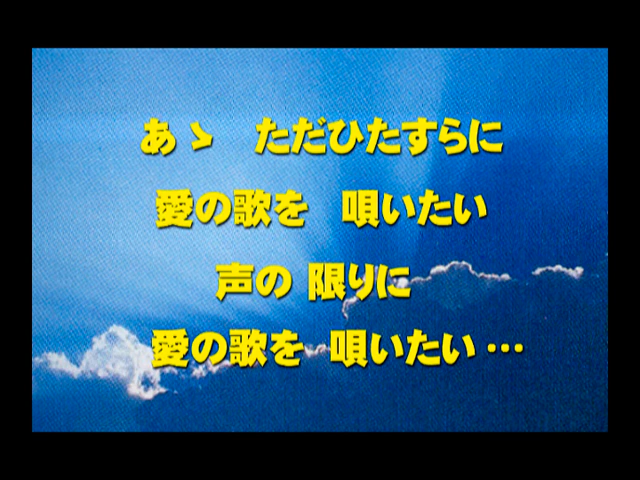 あゝ　ただひたすらに
愛の歌を　唄いたい
声の 限りに
愛の歌を　唄いたい…